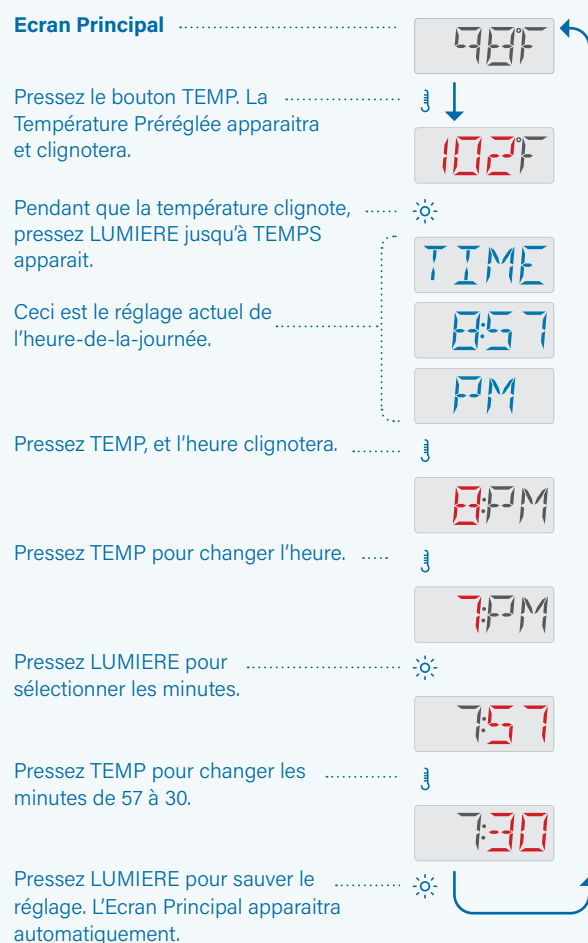 Ecran Principal
98°F
Pressez le bouton TEMP. La
Température Préréglée apparaitra
et clignotera.
102°F
Pendant que la température clignote,
pressez LUMIERE jusqu'à TEMPS
apparait.
TIME
Ceci est le réglage actuel de
l'heure-de-la-journée.
8:57
PM
Pressez TEMP, et l'heure clignotera.
8:PM
Pressez TEMP pour changer l'heure.
7:PM
Pressez LUMIERE pour
sélectionner les minutes.
7:57
Pressez TEMP pour changer les
minutes de 57 à 30.
7:30
Pressez LUMIERE pour sauver le
réglage. L'Ecran Principal apparaitra
automatiquement.